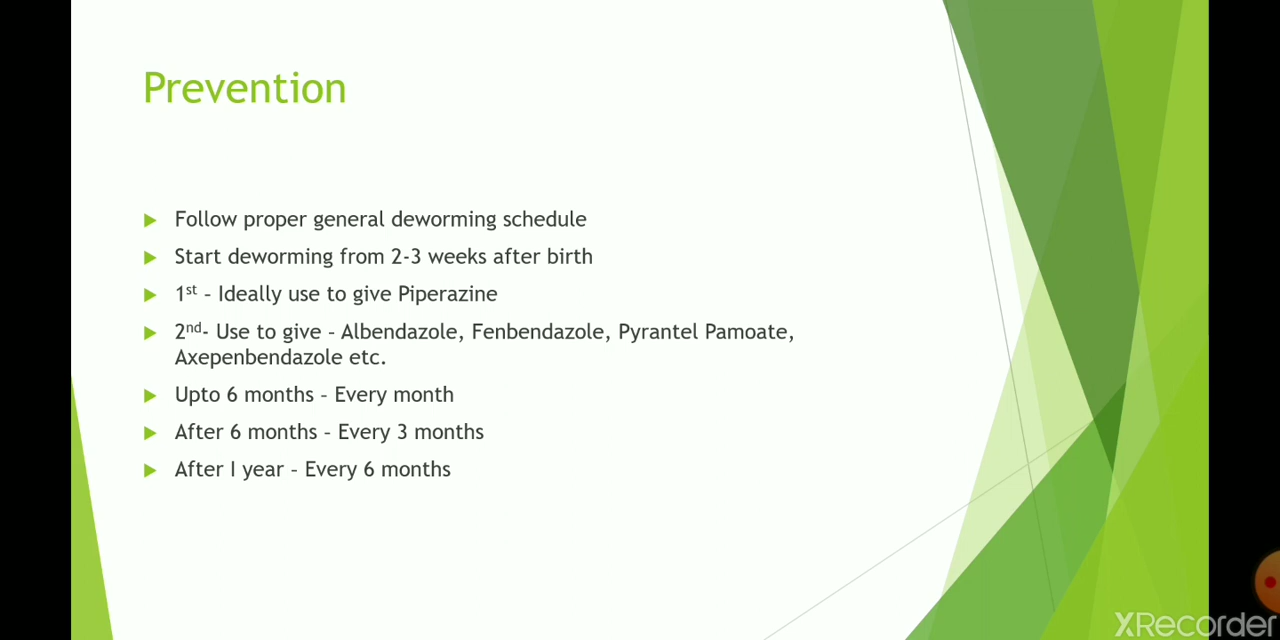 Prevention
Follow proper general deworming schedule
Start deworming from 2-3 weeks after birth
1st – Ideally use to give Piperazine
2nd- Use to give – Albendazole, Fenbendazole, Pyrantel Pamoate,
Axepenbendazole etc.
Upto 6 months – Every month
After 6 months – Every 3 months
After I year – Every 6 months
XRecorder